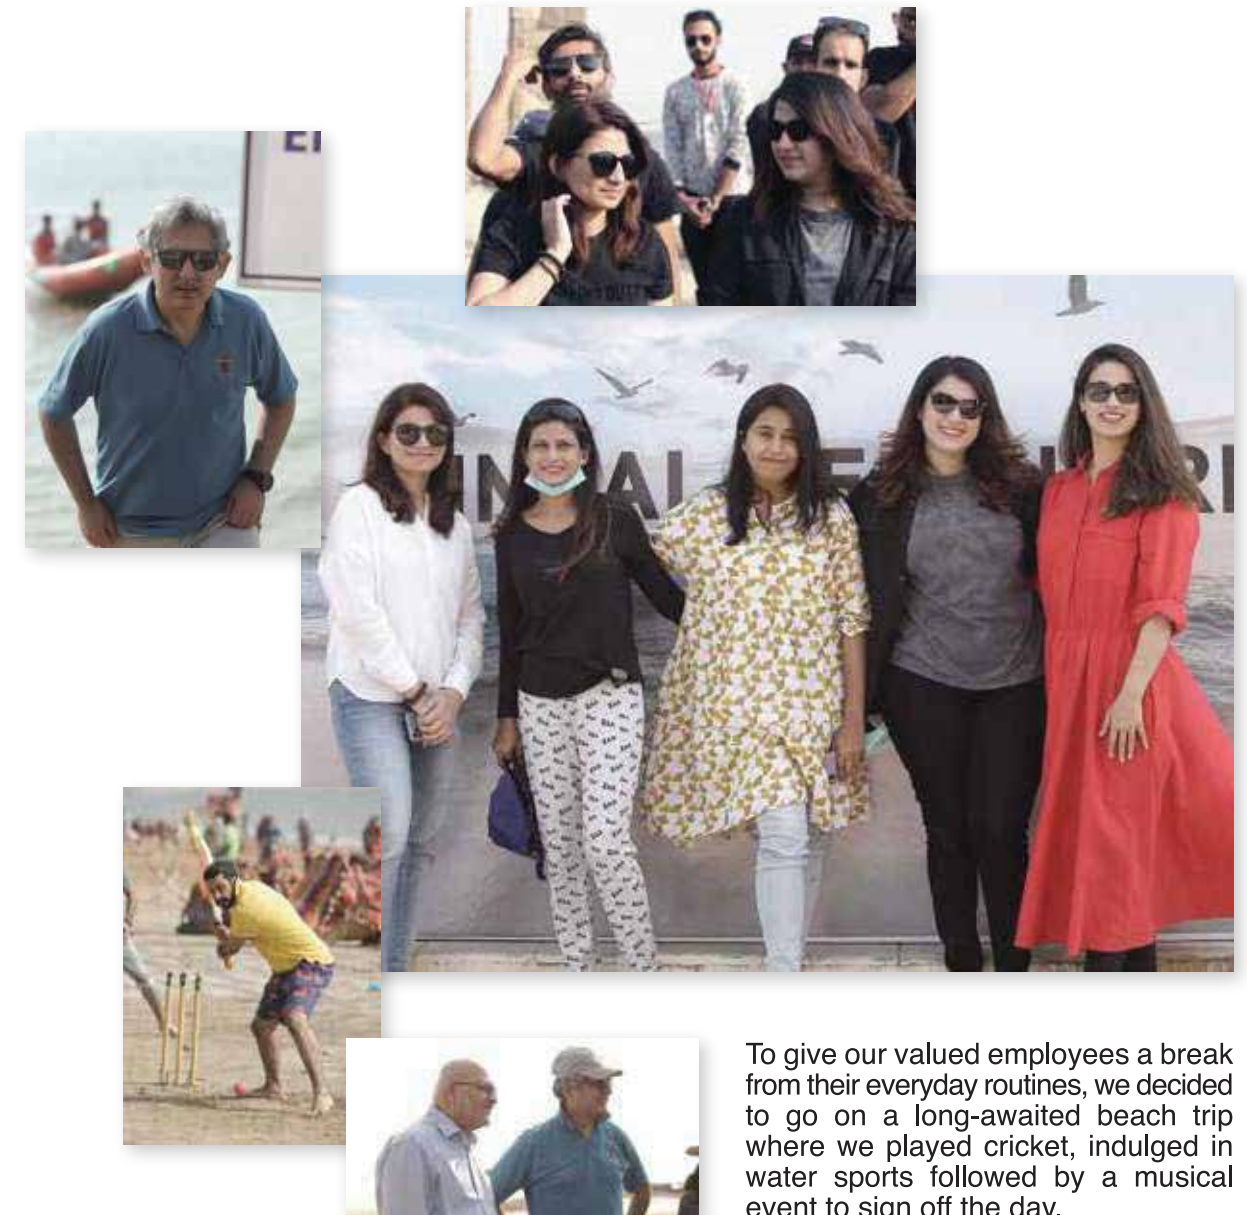 To give our valued employees a break
from their everyday routines, we decided
to go on a long-awaited beach trip
where we played cricket, indulged in
water sports followed by a musical
event to sign off the day.